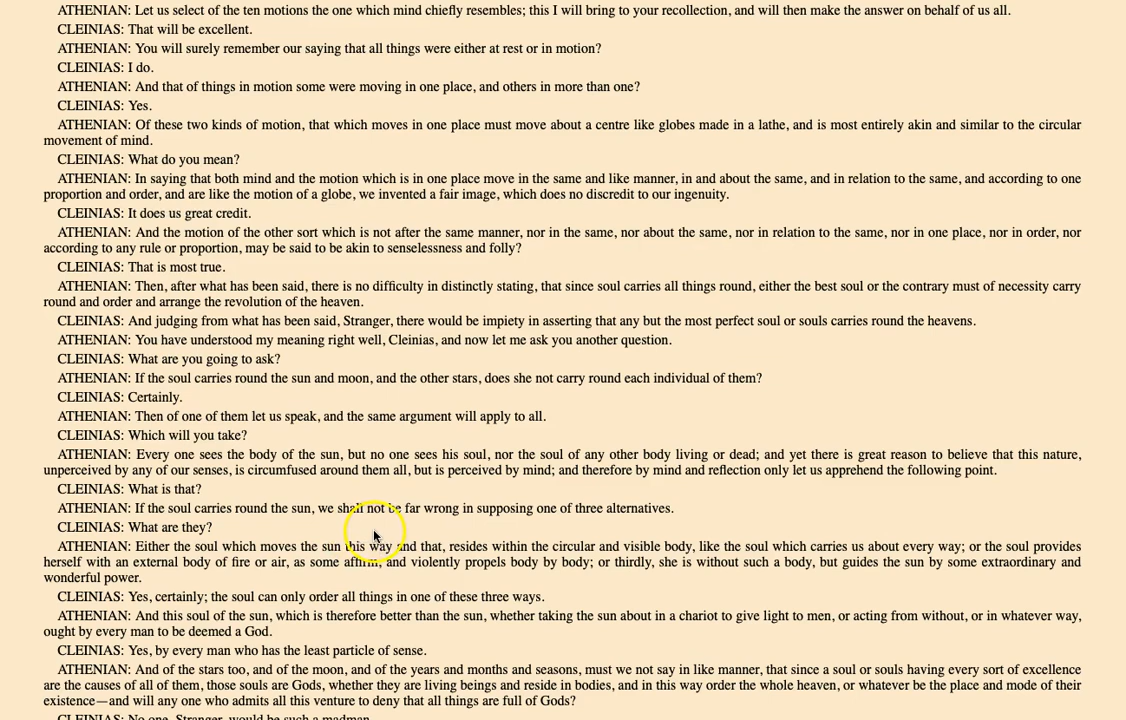 ATHENIAN: Let us select of the ten motions the one which mind chiefly resembles; this I will bring to your recollection, and will then make the answer on behalf of us all.
CLEINIAS: That will be excellent.
ATHENIAN: You will surely remember our saying that all things were either at rest or in motion?
CLEINIAS: I do.
ATHENIAN: And that of things in motion some were moving in one place, and others in more than one?
CLEINIAS: Yes.
ATHENIAN: Of these two kinds of motion, that which moves in one place must move about a centre like globes made in a lathe, and is most entirely akin and similar to the circular
movement of mind.
CLEINIAS: What do you mean?
ATHENIAN: In saying that both mind and the motion which is in one place move in the same and like manner, in and about the same, and in relation to the same, and according to one
proportion and order, and are like the motion of a globe, we invented a fair image, which does no discredit to our ingenuity.
CLEINIAS: It does us great credit.
ATHENIAN: And the motion of the other sort which is not after the same manner, nor in the same, nor about the same, nor in relation to the same, nor in one place, nor in order, nor
according to any rule or proportion, may be said to be akin to senselessness and folly?
CLEINIAS: That is most true.
ATHENIAN: Then, after what has been said, there is no difficulty in distinctly stating, that since soul carries all things round, either the best soul or the contrary must of necessity carry
round and order and arrange the revolution of the heaven.
CLEINIAS: And judging from what has been said, Stranger, there would be impiety in asserting that any but the most perfect soul or souls carries round the heavens.
ATHENIAN: You have understood my meaning right well, Cleinias, and now let me ask you another question.
CLEINIAS: What are you going to ask?
ATHENIAN: If the soul carries round the sun and moon, and the other stars, does she not carry round each individual of them?
CLEINIAS: Certainly.
ATHENIAN: Then of one of them let us speak, and the same argument will apply to all.
CLEINIAS: Which will you take?
ATHENIAN: Every one sees the body of the sun, but no one sees his soul, nor the soul of any other body living or dead; and yet there is great reason to believe that this nature,
unperceived by any of our senses, is circumfused around them all, but is perceived by mind; and therefore by mind and reflection only let us apprehend the following point.
CLEINIAS: What is that?
ATHENIAN: If the soul carries round the sun, we shall not be far wrong in supposing one of three alternatives.
CLEINIAS: What are they?
ATHENIAN: Either the soul which moves the sun this way and that, resides within the circular and visible body, like the soul which carries us about every way; or the soul provides
herself with an external body of fire or air, as some affirm, and violently propels body by body; or thirdly, she is without such a body, but guides the sun by some extraordinary and
wonderful power.
CLEINIAS: Yes, certainly; the soul can only order all things in one of these three ways.
ATHENIAN: And this soul of the sun, which is therefore better than the sun, whether taking the sun about in a chariot to give light to men, or acting from without, or in whatever way,
ought by every man to be deemed a God.
CLEINIAS: Yes, by every man who has the least particle of sense.
ATHENIAN: And of the stars too, and of the moon, and of the years and months and seasons, must we not say in like manner, that since a soul or souls having every sort of excellence
are the causes of all of them, those souls are Gods, whether they are living beings and reside in bodies, and in this way order the whole heaven, or whatever be the place and mode of their
existence—and will any one who admits all this venture to deny that all things are full of Gods?
CLEINIAS: No one, Stranger, would be such a madman.